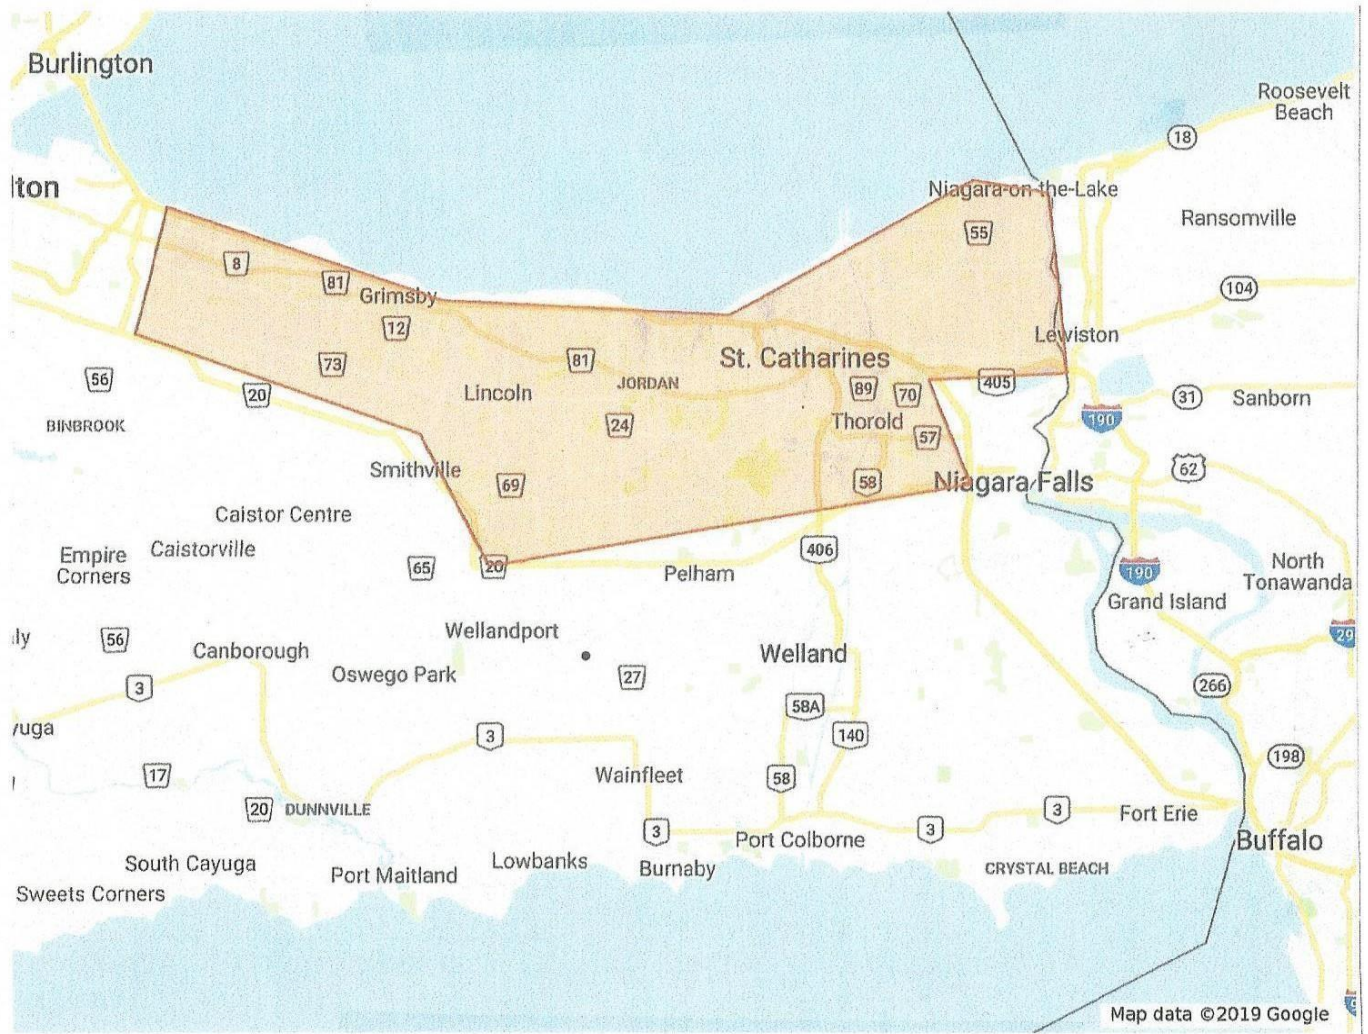 Burlington
Roosevelt
Beach
18
lton
Niagara-on-the-Lake
Ransomville
55
8
81
Grimsby
104
12
Lewiston
St. Catharines
81
73
JORDAN
56
20
Lincoln
89
70
405
31
Sanborn
BINBROOK
24
Thorold
57
190
Smithville
69
58
Niagara Falls
62
Caistor Centre
Empire
Corners
Caistorville
65
20
Pelham
406
190
North
Tonawanda
Grand Island
ly
56
Canborough
Wellandport
Welland
29
Oswego Park
27
3
266
yuga
3
58A
140
17
Wainfleet
58
198
20
DUNNVILLE
3
Port Colborne
3
3
Fort Erie
Buffalo
South Cayuga
Port Maitland
Lowbanks
Burnaby
CRYSTAL BEACH
Sweets Corners
Map data ©2019 Google